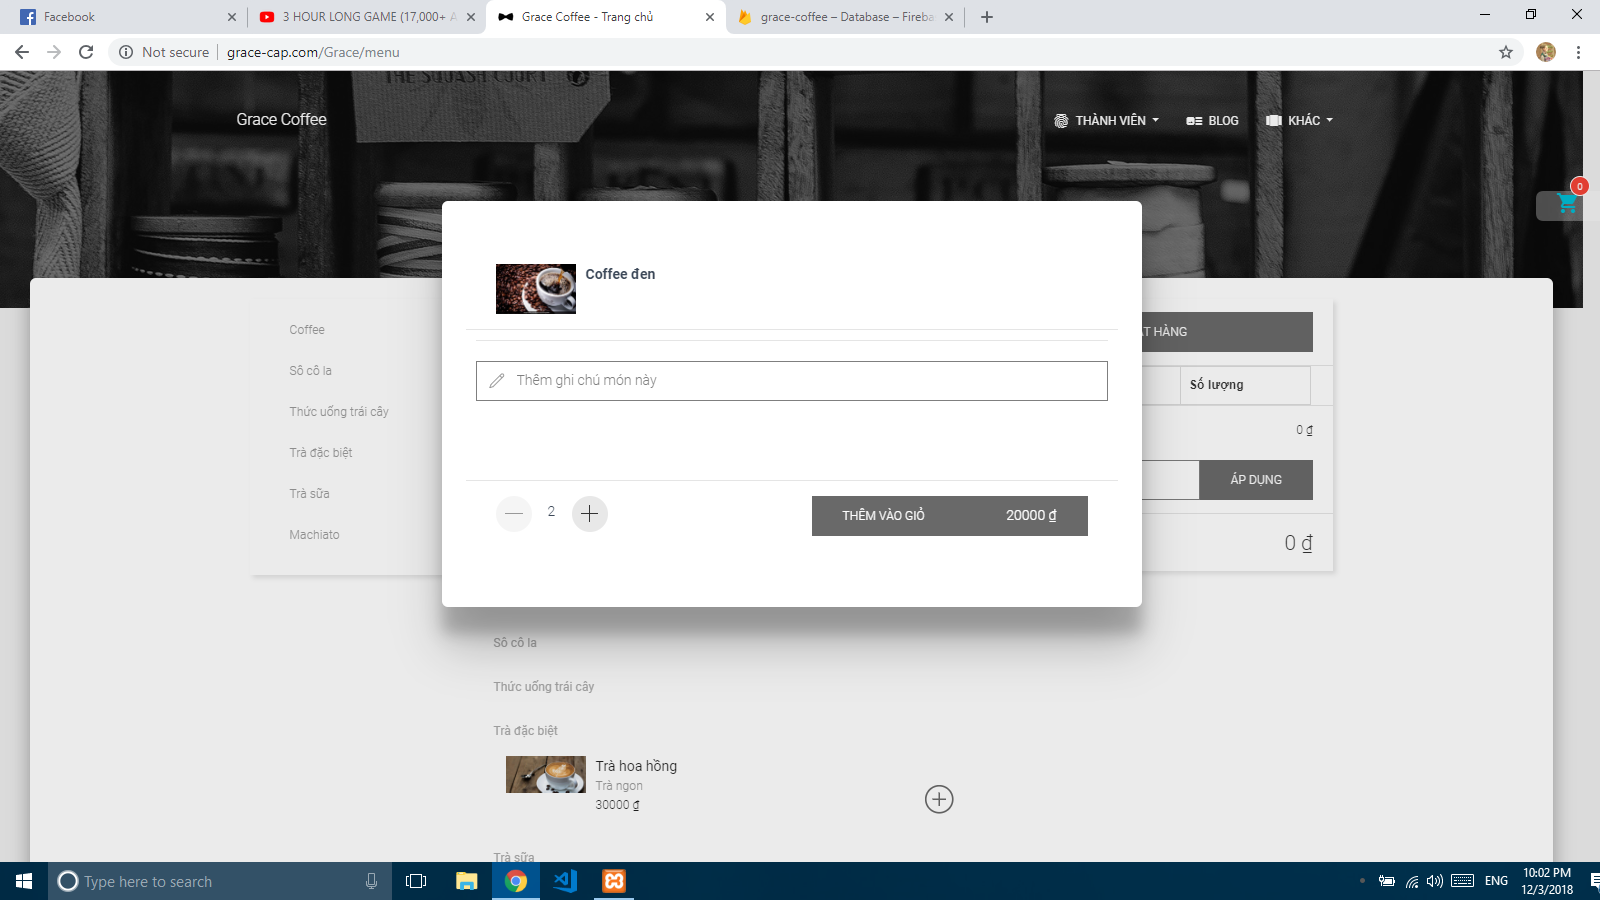 Facebook
3 HOUR LONG GAME (17,000+
Grace Coffee - Trang chủ
grace-coffee – Database – Fireba
Not secure
grace-cap.com/Grace/menu
THE SQUASH COURT
Grace Coffee
THÀNH VIÊN
BLOG
KHÁC
0
Coffee đen
Coffee
ẶT HÀNG
Sô cô la
Thêm ghi chú món này
Số lượng
Thức uống trái cây
0 ₫
Trà đặc biệt
ÁP DỤNG
Trà sữa
2
THÊM VÀO GIỎ
20000 ₫
Machiato
0 ₫
Sô cô la
Thức uống trái cây
Trà đặc biệt
Trà hoa hồng
Trà ngon
30000 ₫
Trà sữa
Type here to search
ENG
10:02 PM
12/3/2018